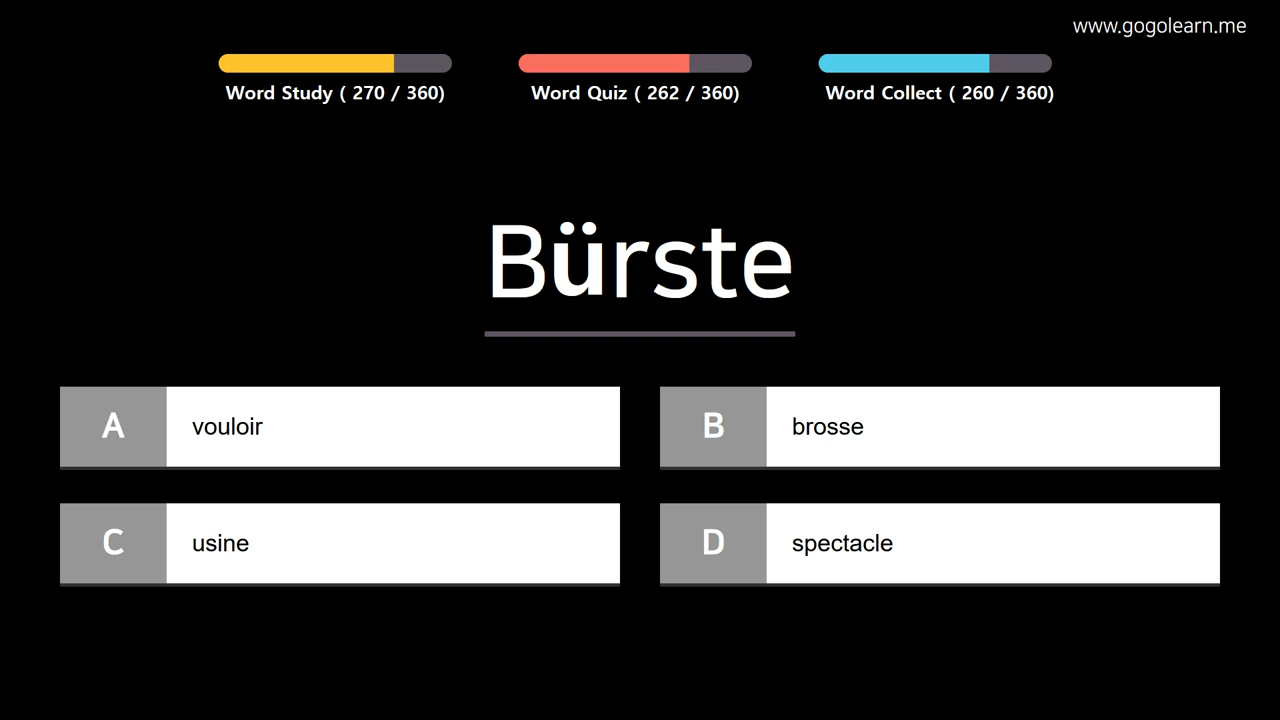 www.gogolearn.me
Word Study ( 270 / 360)
Word Quiz ( 262 / 360)
Word Collect ( 260 / 360)
Bürste
A vouloir
B brosse
C usine
D spectacle